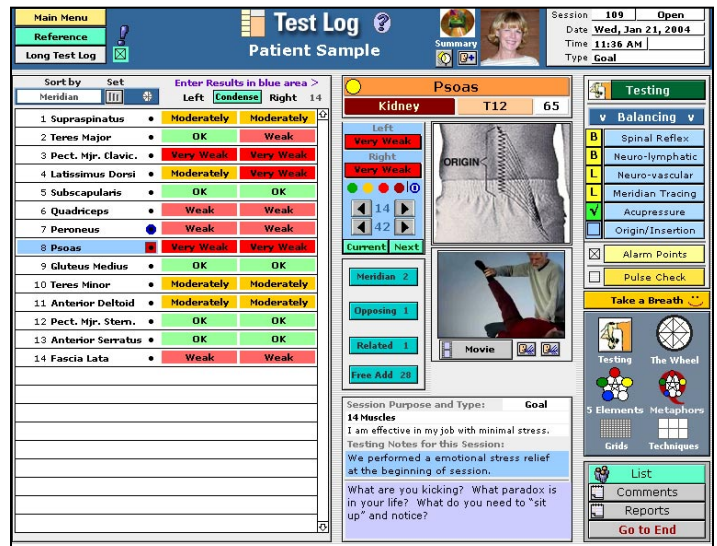 Main Menu
Reference
Long Test Log
Test Log ?
Patient Sample
Summary
Session 109 Open
Date Wed, Jan 21, 2004
Time 11:36 AM
Type Goal
Sort by Set Enter Results in blue area >
Meridian Left Condense Right 14
1 Supraspinatus • Moderately Moderately
2 Teres Major • OK Weak
3 Pect. Mjr. Clavic. • Very Weak Very Weak
4 Latissimus Dorsi • Moderately Very Weak
5 Subscapularis • OK OK
6 Quadriceps • Weak Weak
7 Peroneus Weak Weak
8 Psoas Very Weak Very Weak
9 Gluteus Medius • OK OK
10 Teres Minor • Moderately Moderately
11 Anterior Deltoid • Moderately Moderately
12 Pect. Mjr. Stern. • OK OK
13 Anterior Serratus • OK OK
14 Fascia Lata • Weak Weak
Psoas
Kidney T12 65
Left
Very Weak
Right
Very Weak
14
42
Current Next
ORIGIN
Meridian 2
Opposing 1
Related 1
Free Add 28
Movie
Session Purpose and Type: Goal
14 Muscles
I am effective in my job with minimal stress.
Testing Notes for this Session:
We performed a emotional stress relief
at the beginning of session.
What are you kicking? What paradox is
in your life? What do you need to "sit
up" and notice?
Testing
v Balancing v
B Spinal Reflex
B Neuro-lymphatic
L Neuro-vascular
L Meridian Tracing
√ Acupressure
Origin/Insertion
Alarm Points
Pulse Check
Take a Breath
Testing The Wheel
5 Elements Metaphors
Grids Techniques
List
Comments
Reports
Go to End